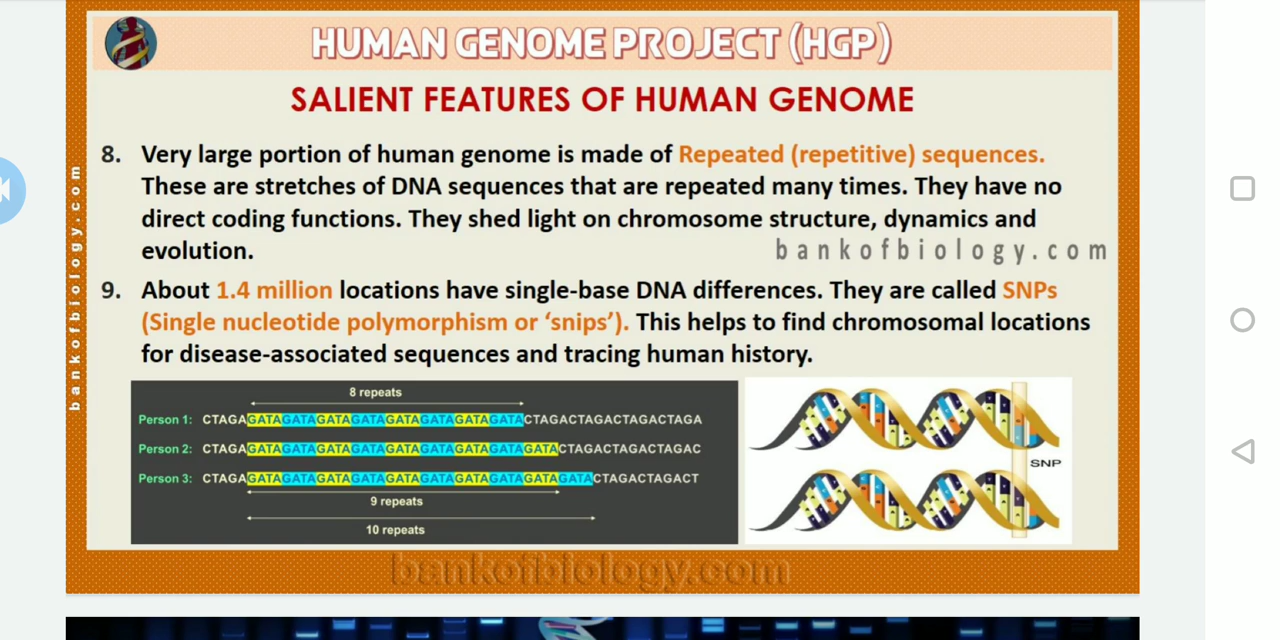 HUMAN GENOME PROJECT (HGP)
SALIENT FEATURES OF HUMAN GENOME
8. Very large portion of human genome is made of Repeated (repetitive) sequences.
These are stretches of DNA sequences that are repeated many times. They have no
direct coding functions. They shed light on chromosome structure, dynamics and
evolution.
bankofbiology.com
9. About 1.4 million locations have single-base DNA differences. They are called SNPs
(Single nucleotide polymorphism or ‘snips’). This helps to find chromosomal locations
for disease-associated sequences and tracing human history.
8 repeats
Person 1: CTAGAGATAGATAGATAGATAGATAGATAGATAGATACTAGACTAGACTAGACTAGA
Person 2: CTAGAGATAGATAGATAGATAGATAGATAGATAGATAGATACTAGACTAGACTAGAC
Person 3: CTAGAGATAGATAGATAGATAGATAGATAGATAGATAGATAGATACTAGACTAGACT
9 repeats
10 repeats
SNP
bankofbiology.com
bankofbiology.com